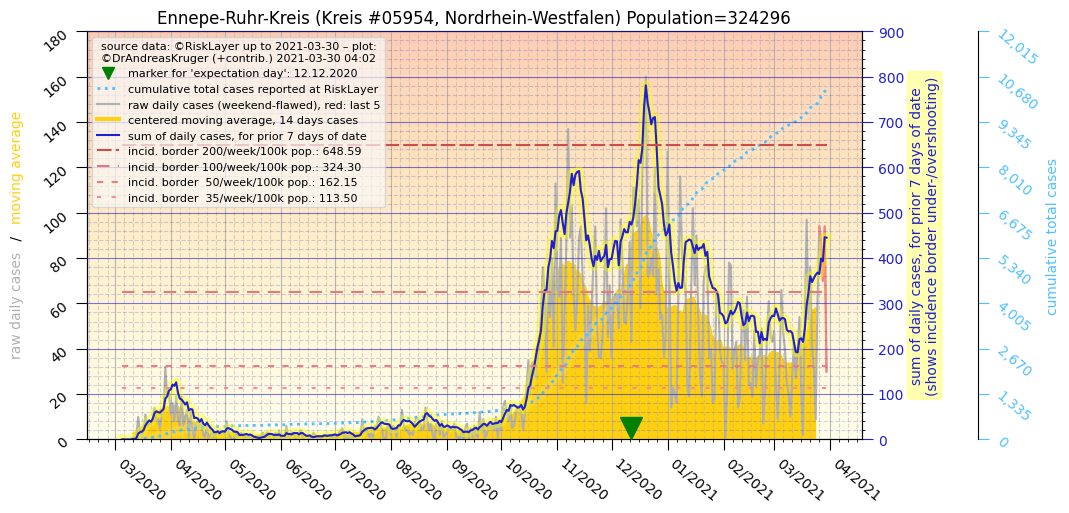 Ennepe-Ruhr-Kreis (Kreis #05954, Nordrhein-Westfalen) Population=324296
source data: ©RiskLayer up to 2021-03-30 – plot:
©DrAndreasKruger (+contrib.) 2021-03-30 04:02
marker for 'expectation day': 12.12.2020
cumulative total cases reported at RiskLayer
raw daily cases (weekend-flawed), red: last 5
centered moving average, 14 days cases
sum of daily cases, for prior 7 days of date
incid. border 200/week/100k pop.: 648.59
incid. border 100/week/100k pop.: 324.30
incid. border 50/week/100k pop.: 162.15
incid. border 35/week/100k pop.: 113.50
raw daily cases / moving average
180
160
140
120
100
80
60
40
20
0
03/2020
04/2020
05/2020
06/2020
07/2020
08/2020
09/2020
10/2020
11/2020
12/2020
01/2021
02/2021
03/2021
04/2021
900
800
700
600
500
400
300
200
100
0
sum of daily cases, for prior 7 days of date
(shows incidence border under-/overshooting)
12,015
10,680
9,345
8,010
6,675
5,340
4,005
2,670
1,335
0
cumulative total cases